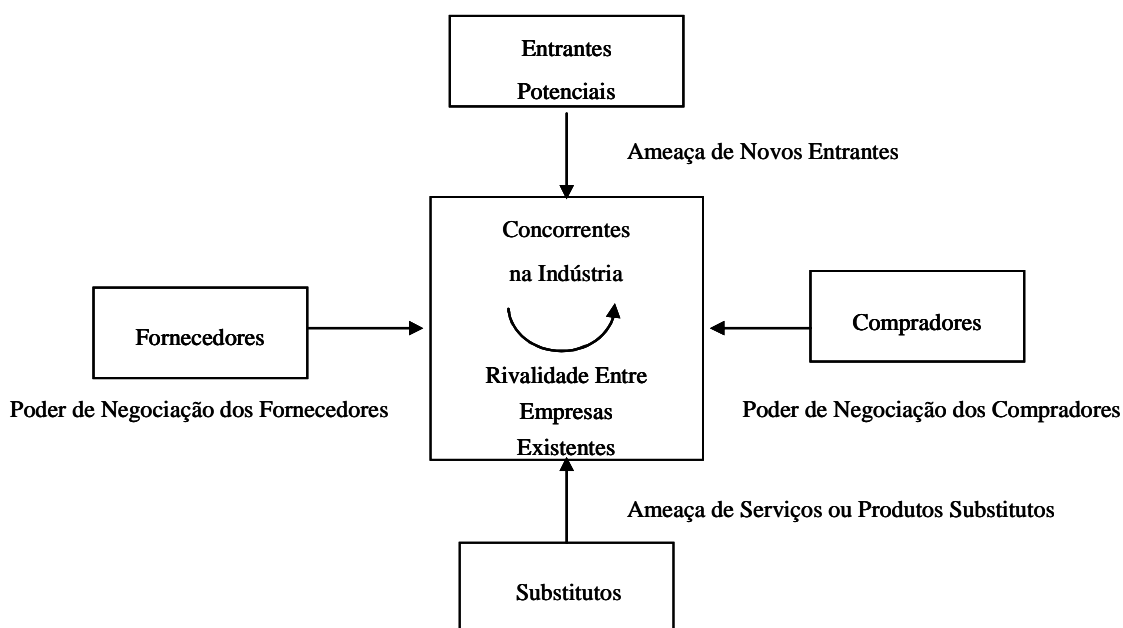 Entrantes
Potenciais
Ameaça de Novos Entrantes
Concorrentes
na Indústria
Fornecedores
Compradores
Rivalidade Entre
Empresas
Existentes
Poder de Negociação dos Fornecedores
Poder de Negociação dos Compradores
Ameaça de Serviços ou Produtos Substitutos
Substitutos